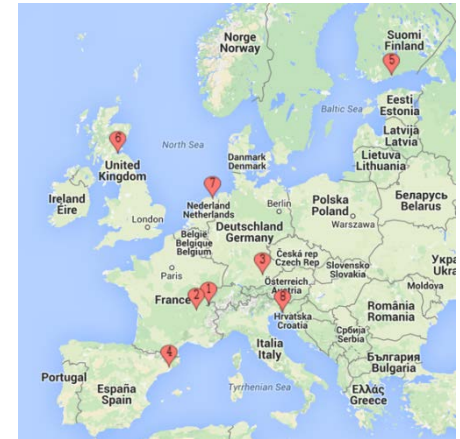 Norge
Norway
Suomi
Finland
5
Eesti
Estonia
Baltic Sea
Latvija
Latvia
Lietuva
Lithuania
6
North Sea
Danmark
Denmark
United
Kingdom
7
Ireland
Éire
Nederland
Netherlands
Berlin
Polska
Poland
Warszawa
Беларусь
Belarus
London
België
Belgique
Belgium
Deutschland
Germany
Česká rep
Czech Rep
3
Slovensko
Slovakia
Укра
Ukra
Paris
Österreich
Austria
Moldova
France
2
1
8
Hrvatska
Croatia
România
Romania
Србија
Serbia
Italia
Italy
България
Bulgaria
4
Portugal
España
Spain
Tyrrhenian Sea
Ελλάς
Greece